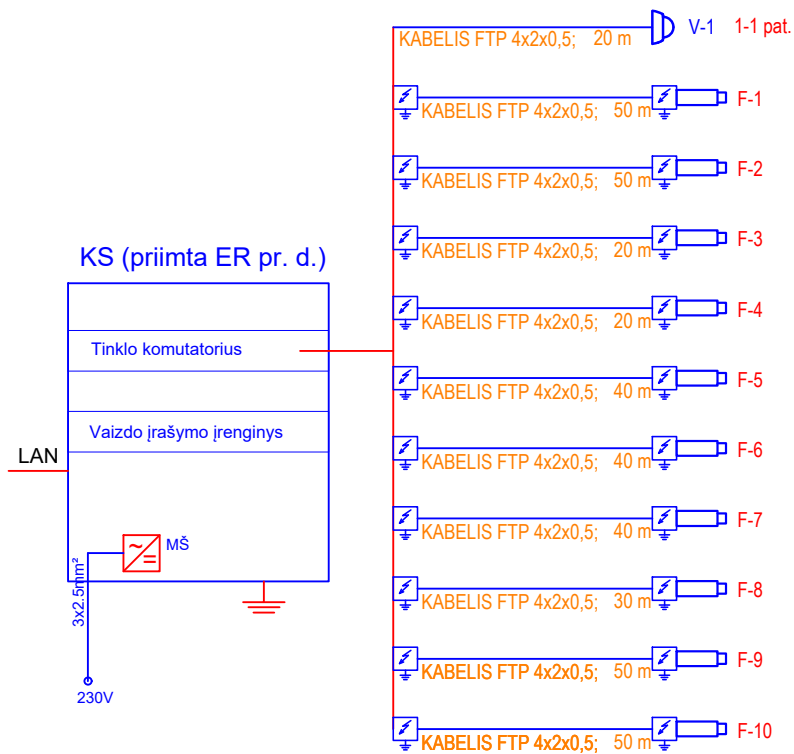 KABELIS FTP 4x2x0,5; 20 m V-1 1-1 pat.
KABELIS FTP 4x2x0,5; 50 m F-1
KABELIS FTP 4x2x0,5; 50 m F-2
KABELIS FTP 4x2x0,5; 20 m F-3
KABELIS FTP 4x2x0,5; 20 m F-4
KABELIS FTP 4x2x0,5; 40 m F-5
KABELIS FTP 4x2x0,5; 40 m F-6
KABELIS FTP 4x2x0,5; 40 m F-7
KABELIS FTP 4x2x0,5; 30 m F-8
KABELIS FTP 4x2x0,5; 50 m F-9
KABELIS FTP 4x2x0,5; 50 m F-10
KS (priimta ER pr. d.)
Tinklo komutatorius
Vaizdo įrašymo įrenginys
LAN
MŠ
3x2.5mm²
230V